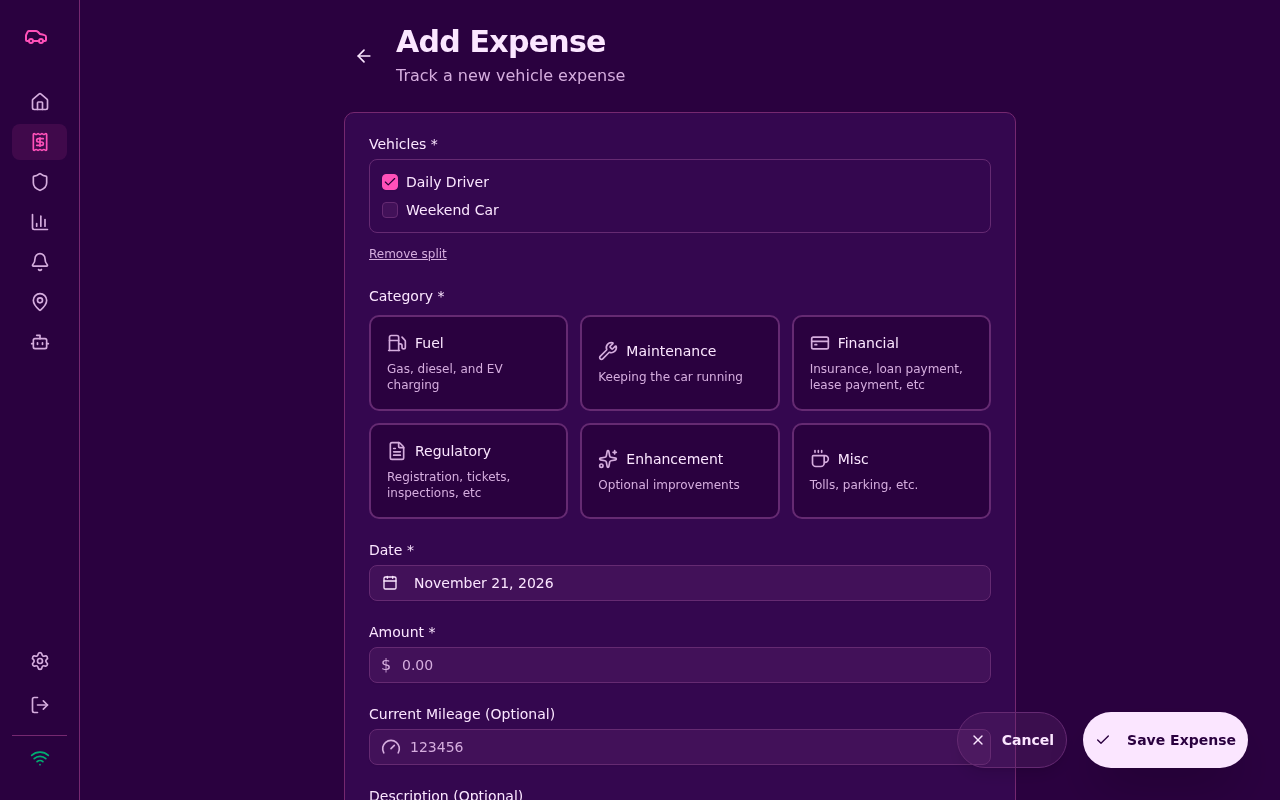 Add Expense
Track a new vehicle expense
Vehicles *
Daily Driver
Weekend Car
Remove split
Category *
Fuel
Gas, diesel, and EV
charging
Maintenance
Keeping the car running
Financial
Insurance, loan payment,
lease payment, etc
Regulatory
Registration, tickets,
inspections, etc
Enhancement
Optional improvements
Misc
Tolls, parking, etc.
Date *
November 21, 2026
Amount *
$ 0.00
Current Mileage (Optional)
123456
Cancel
Save Expense
Description (Optional)